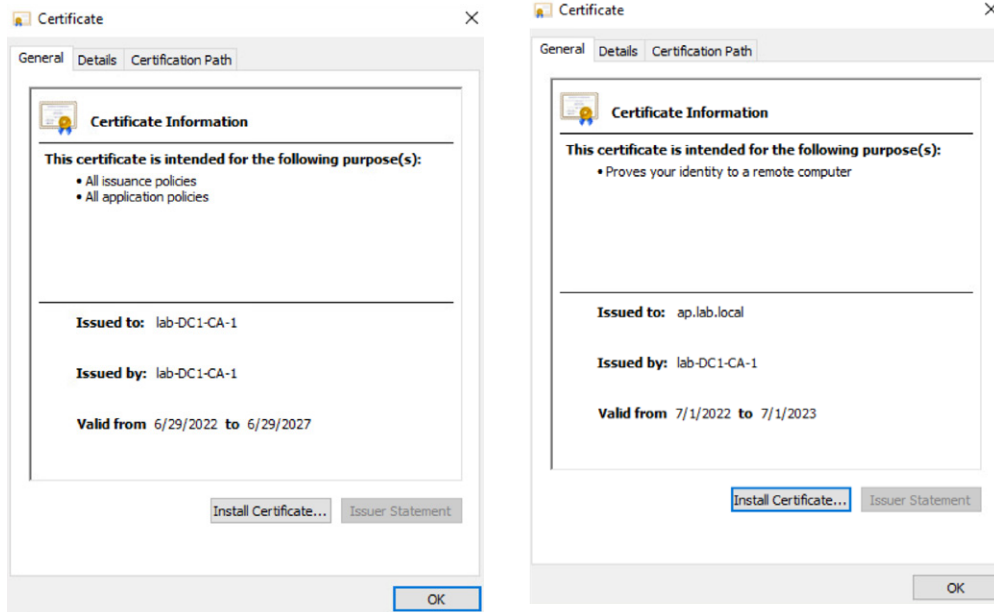 Certificate
General Details Certification Path
Certificate Information
This certificate is intended for the following purpose(s):
• All issuance policies
• All application policies
Issued to: lab-DC1-CA-1
Issued by: lab-DC1-CA-1
Valid from 6/29/2022 to 6/29/2027
Install Certificate... Issuer Statement
OK
Certificate
General Details Certification Path
Certificate Information
This certificate is intended for the following purpose(s):
• Proves your identity to a remote computer
Issued to: ap.lab.local
Issued by: lab-DC1-CA-1
Valid from 7/1/2022 to 7/1/2023
Install Certificate... Issuer Statement
OK